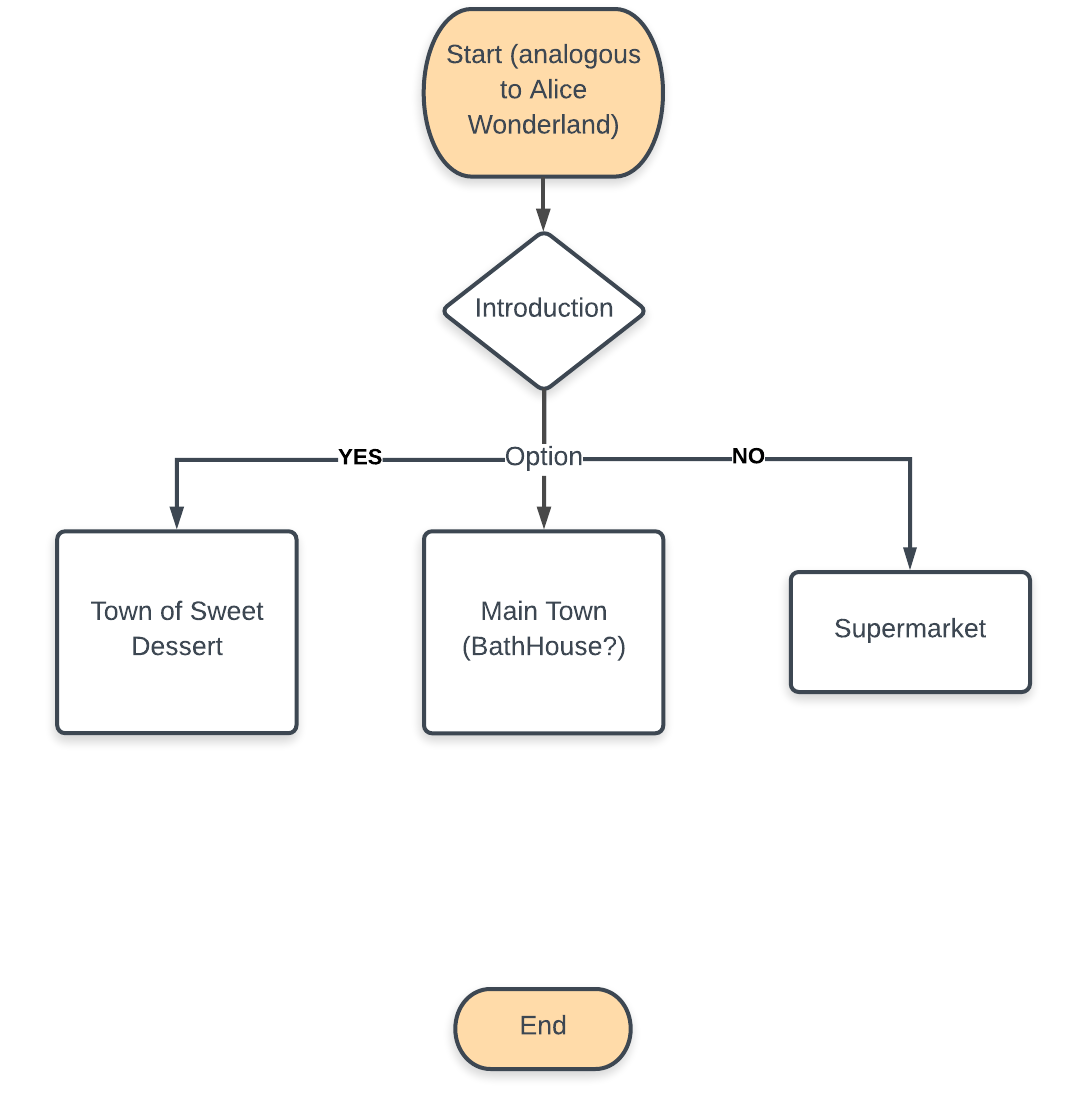 Start (analogous
to Alice
Wonderland)
Introduction
YES
Option
NO
Town of Sweet
Dessert
Main Town
(BathHouse?)
Supermarket
End